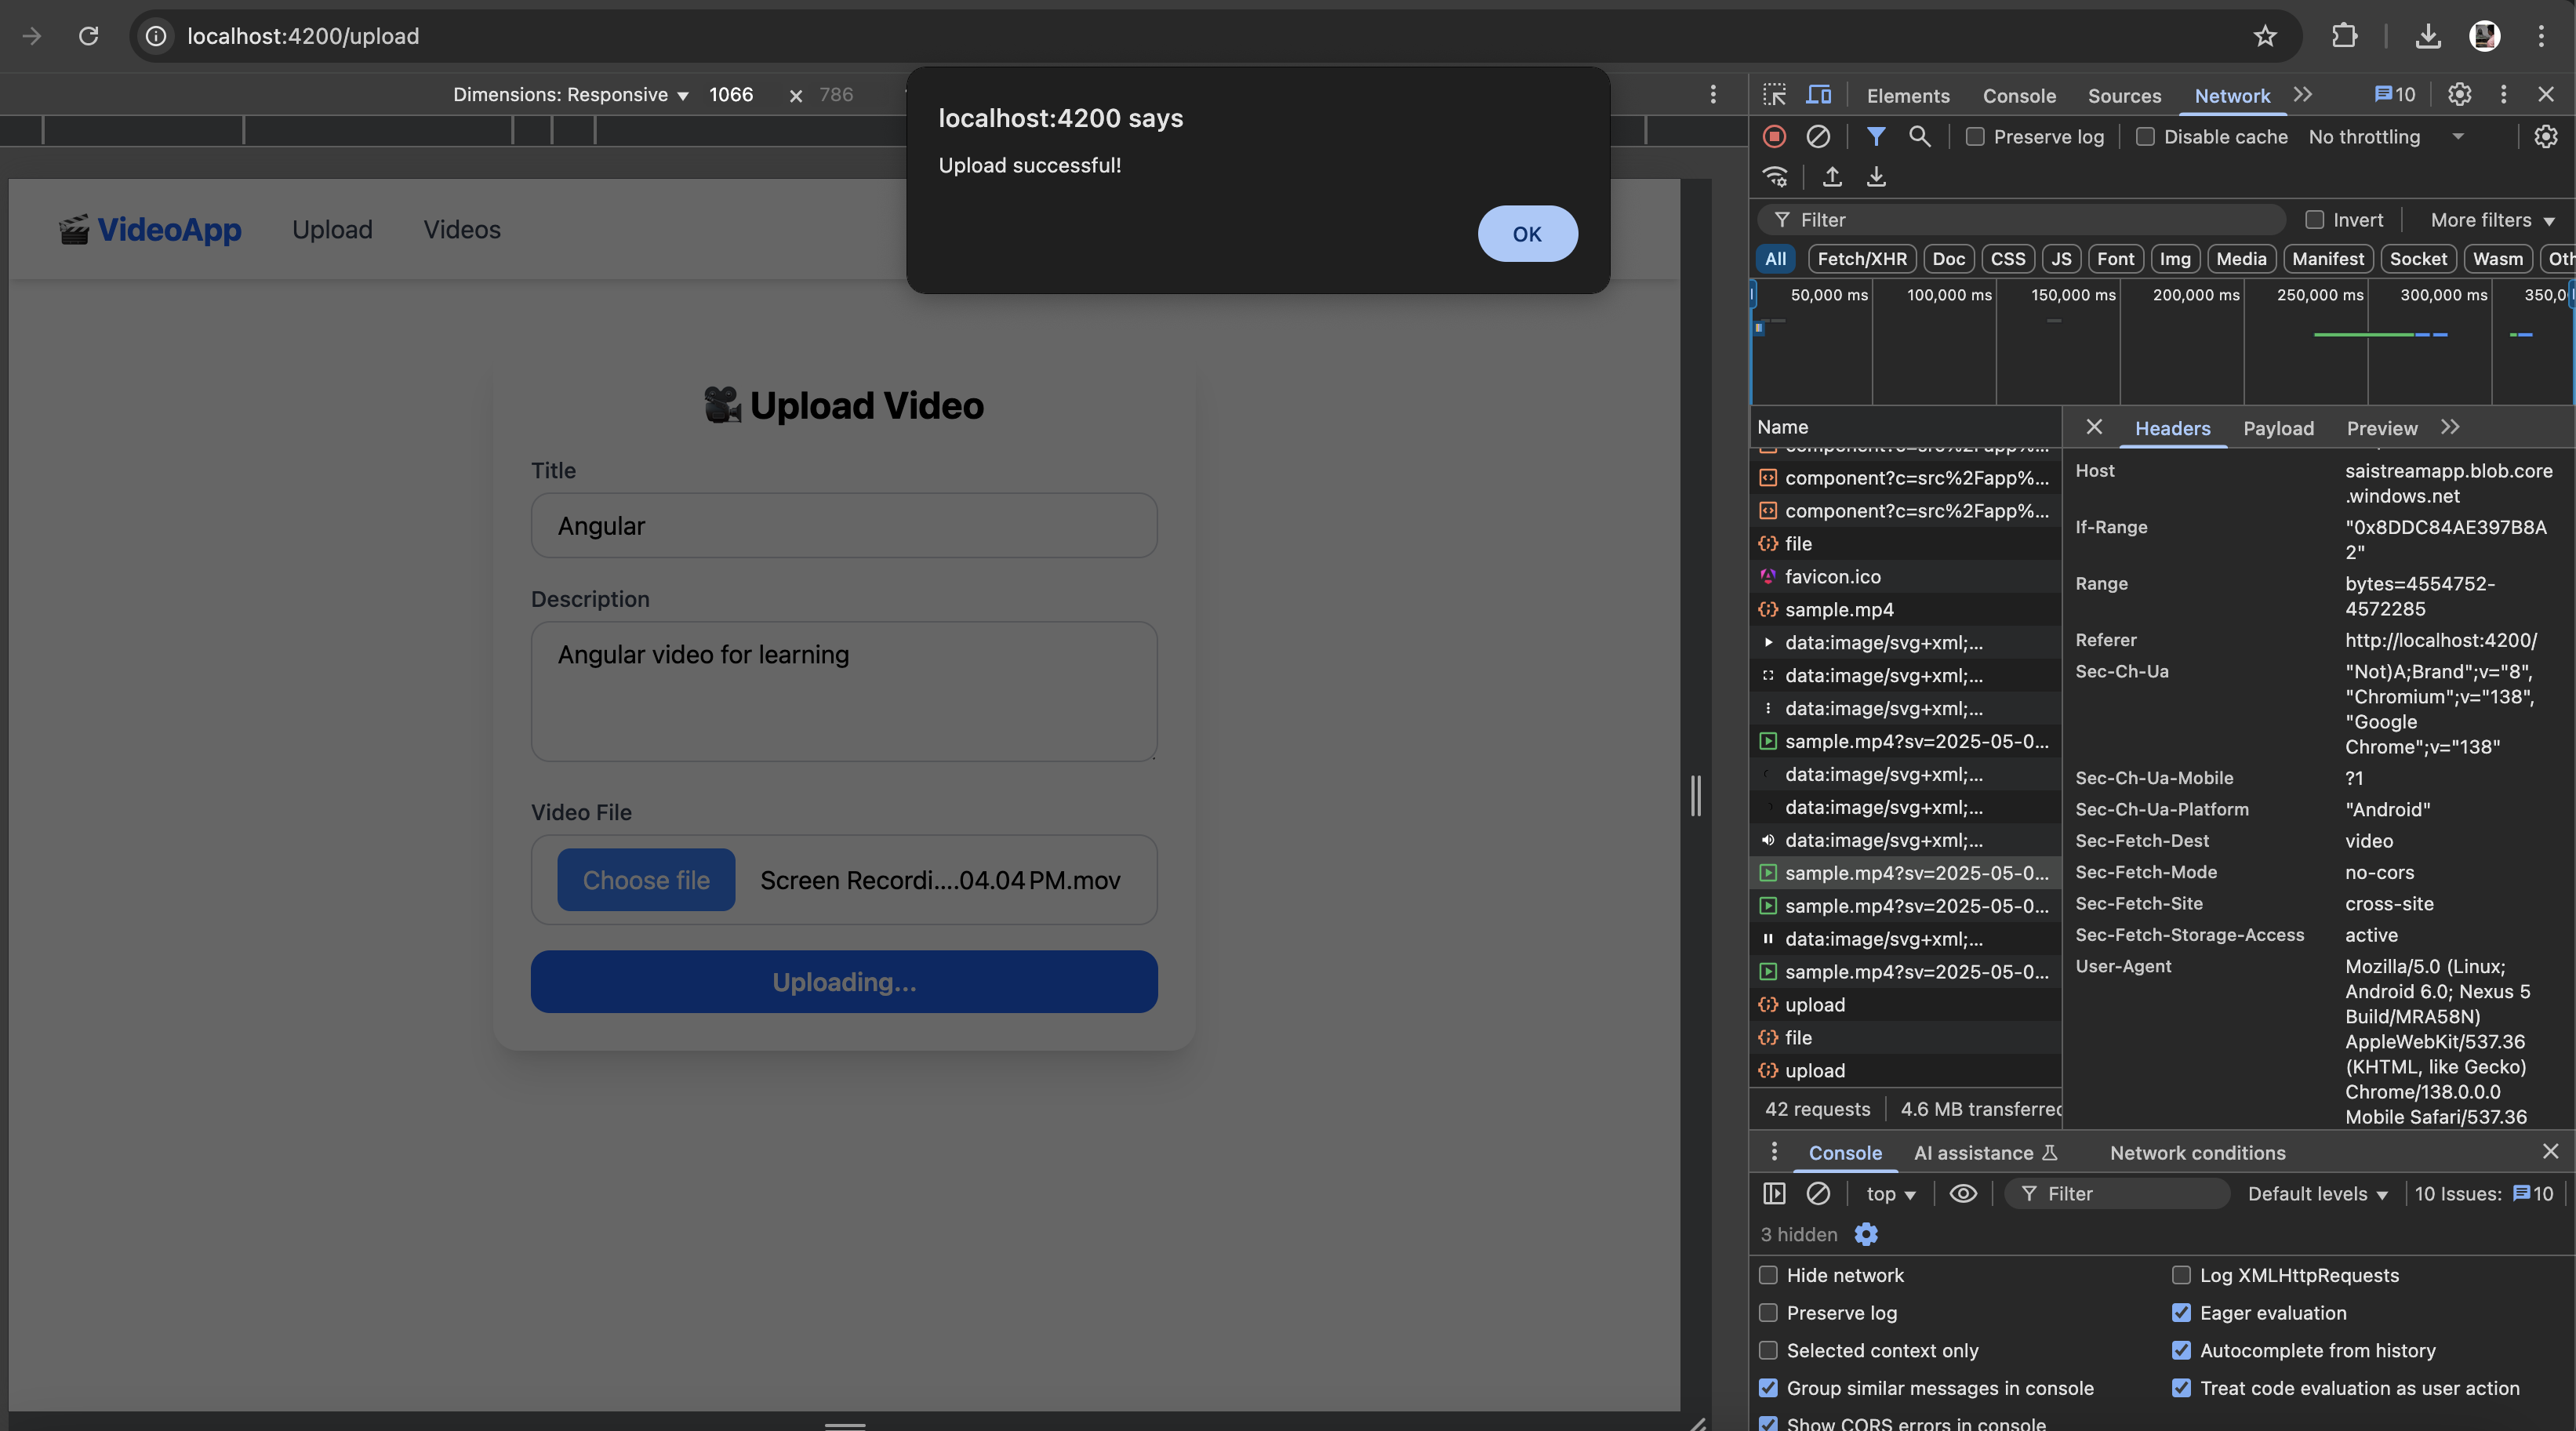 localhost:4200/upload
Dimensions: Responsive 1066 × 786
localhost:4200 says
Upload successful!
OK
VideoApp Upload Videos
Upload Video
Title
Angular
Description
Angular video for learning
Video File
Choose file Screen Recordi....04.04 PM.mov
Uploading...
Elements Console Sources Network 10
Preserve log Disable cache No throttling
Filter Invert More filters
All Fetch/XHR Doc CSS JS Font Img Media Manifest Socket Wasm Oth
50,000 ms 100,000 ms 150,000 ms 200,000 ms 250,000 ms 300,000 ms 350,0
Name
component?c=src%2Fapp%...
component?c=src%2Fapp%...
component?c=src%2Fapp%...
file
favicon.ico
sample.mp4
data:image/svg+xml;...
data:image/svg+xml;...
data:image/svg+xml;...
sample.mp4?sv=2025-05-0...
data:image/svg+xml;...
data:image/svg+xml;...
data:image/svg+xml;...
sample.mp4?sv=2025-05-0...
sample.mp4?sv=2025-05-0...
data:image/svg+xml;...
sample.mp4?sv=2025-05-0...
upload
file
upload
42 requests 4.6 MB transferred
Headers Payload Preview
Host saistreamapp.blob.core
.windows.net
If-Range "0x8DDC84AE397B8A
2"
Range bytes=4554752-
4572285
Referer http://localhost:4200/
Sec-Ch-Ua "Not)A;Brand";v="8",
"Chromium";v="138",
"Google
Chrome";v="138"
Sec-Ch-Ua-Mobile ?1
Sec-Ch-Ua-Platform "Android"
Sec-Fetch-Dest video
Sec-Fetch-Mode no-cors
Sec-Fetch-Site cross-site
Sec-Fetch-Storage-Access active
User-Agent Mozilla/5.0 (Linux;
Android 6.0; Nexus 5
Build/MRA58N)
AppleWebKit/537.36
(KHTML, like Gecko)
Chrome/138.0.0.0
Mobile Safari/537.36
Console AI assistance Network conditions
top Filter Default levels 10 Issues: 10
3 hidden
Hide network Log XMLHttpRequests
Preserve log Eager evaluation
Selected context only Autocomplete from history
Group similar messages in console Treat code evaluation as user action
Show CORS errors in console